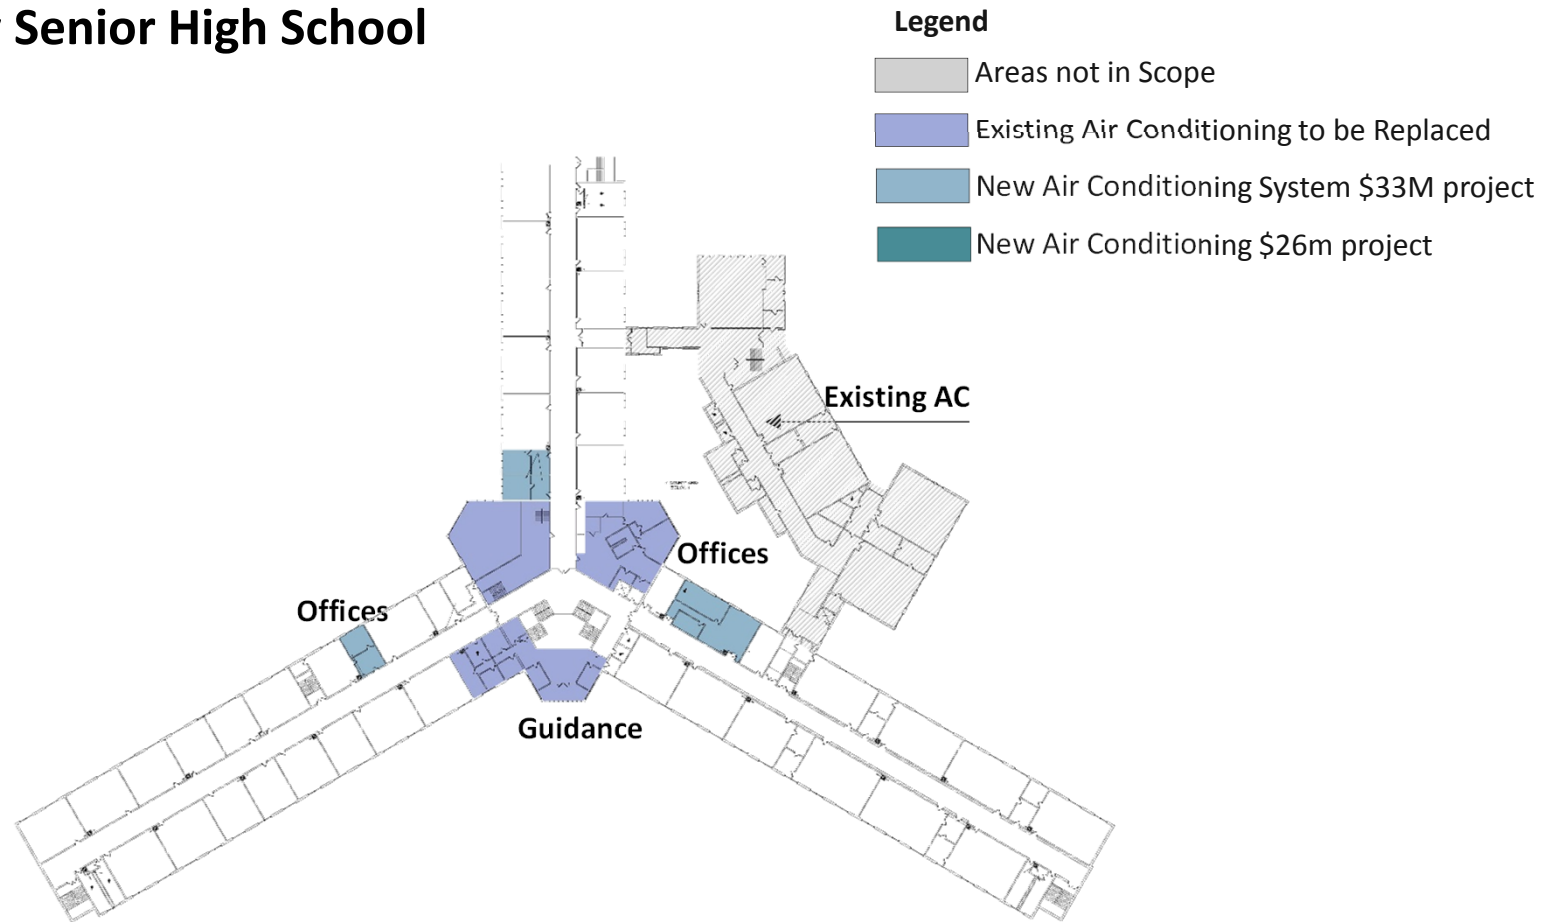 Senior High School
Legend
Areas not in Scope
Existing Air Conditioning to be Replaced
New Air Conditioning System $33M project
New Air Conditioning $26m project
Existing AC
Offices
Offices
Guidance